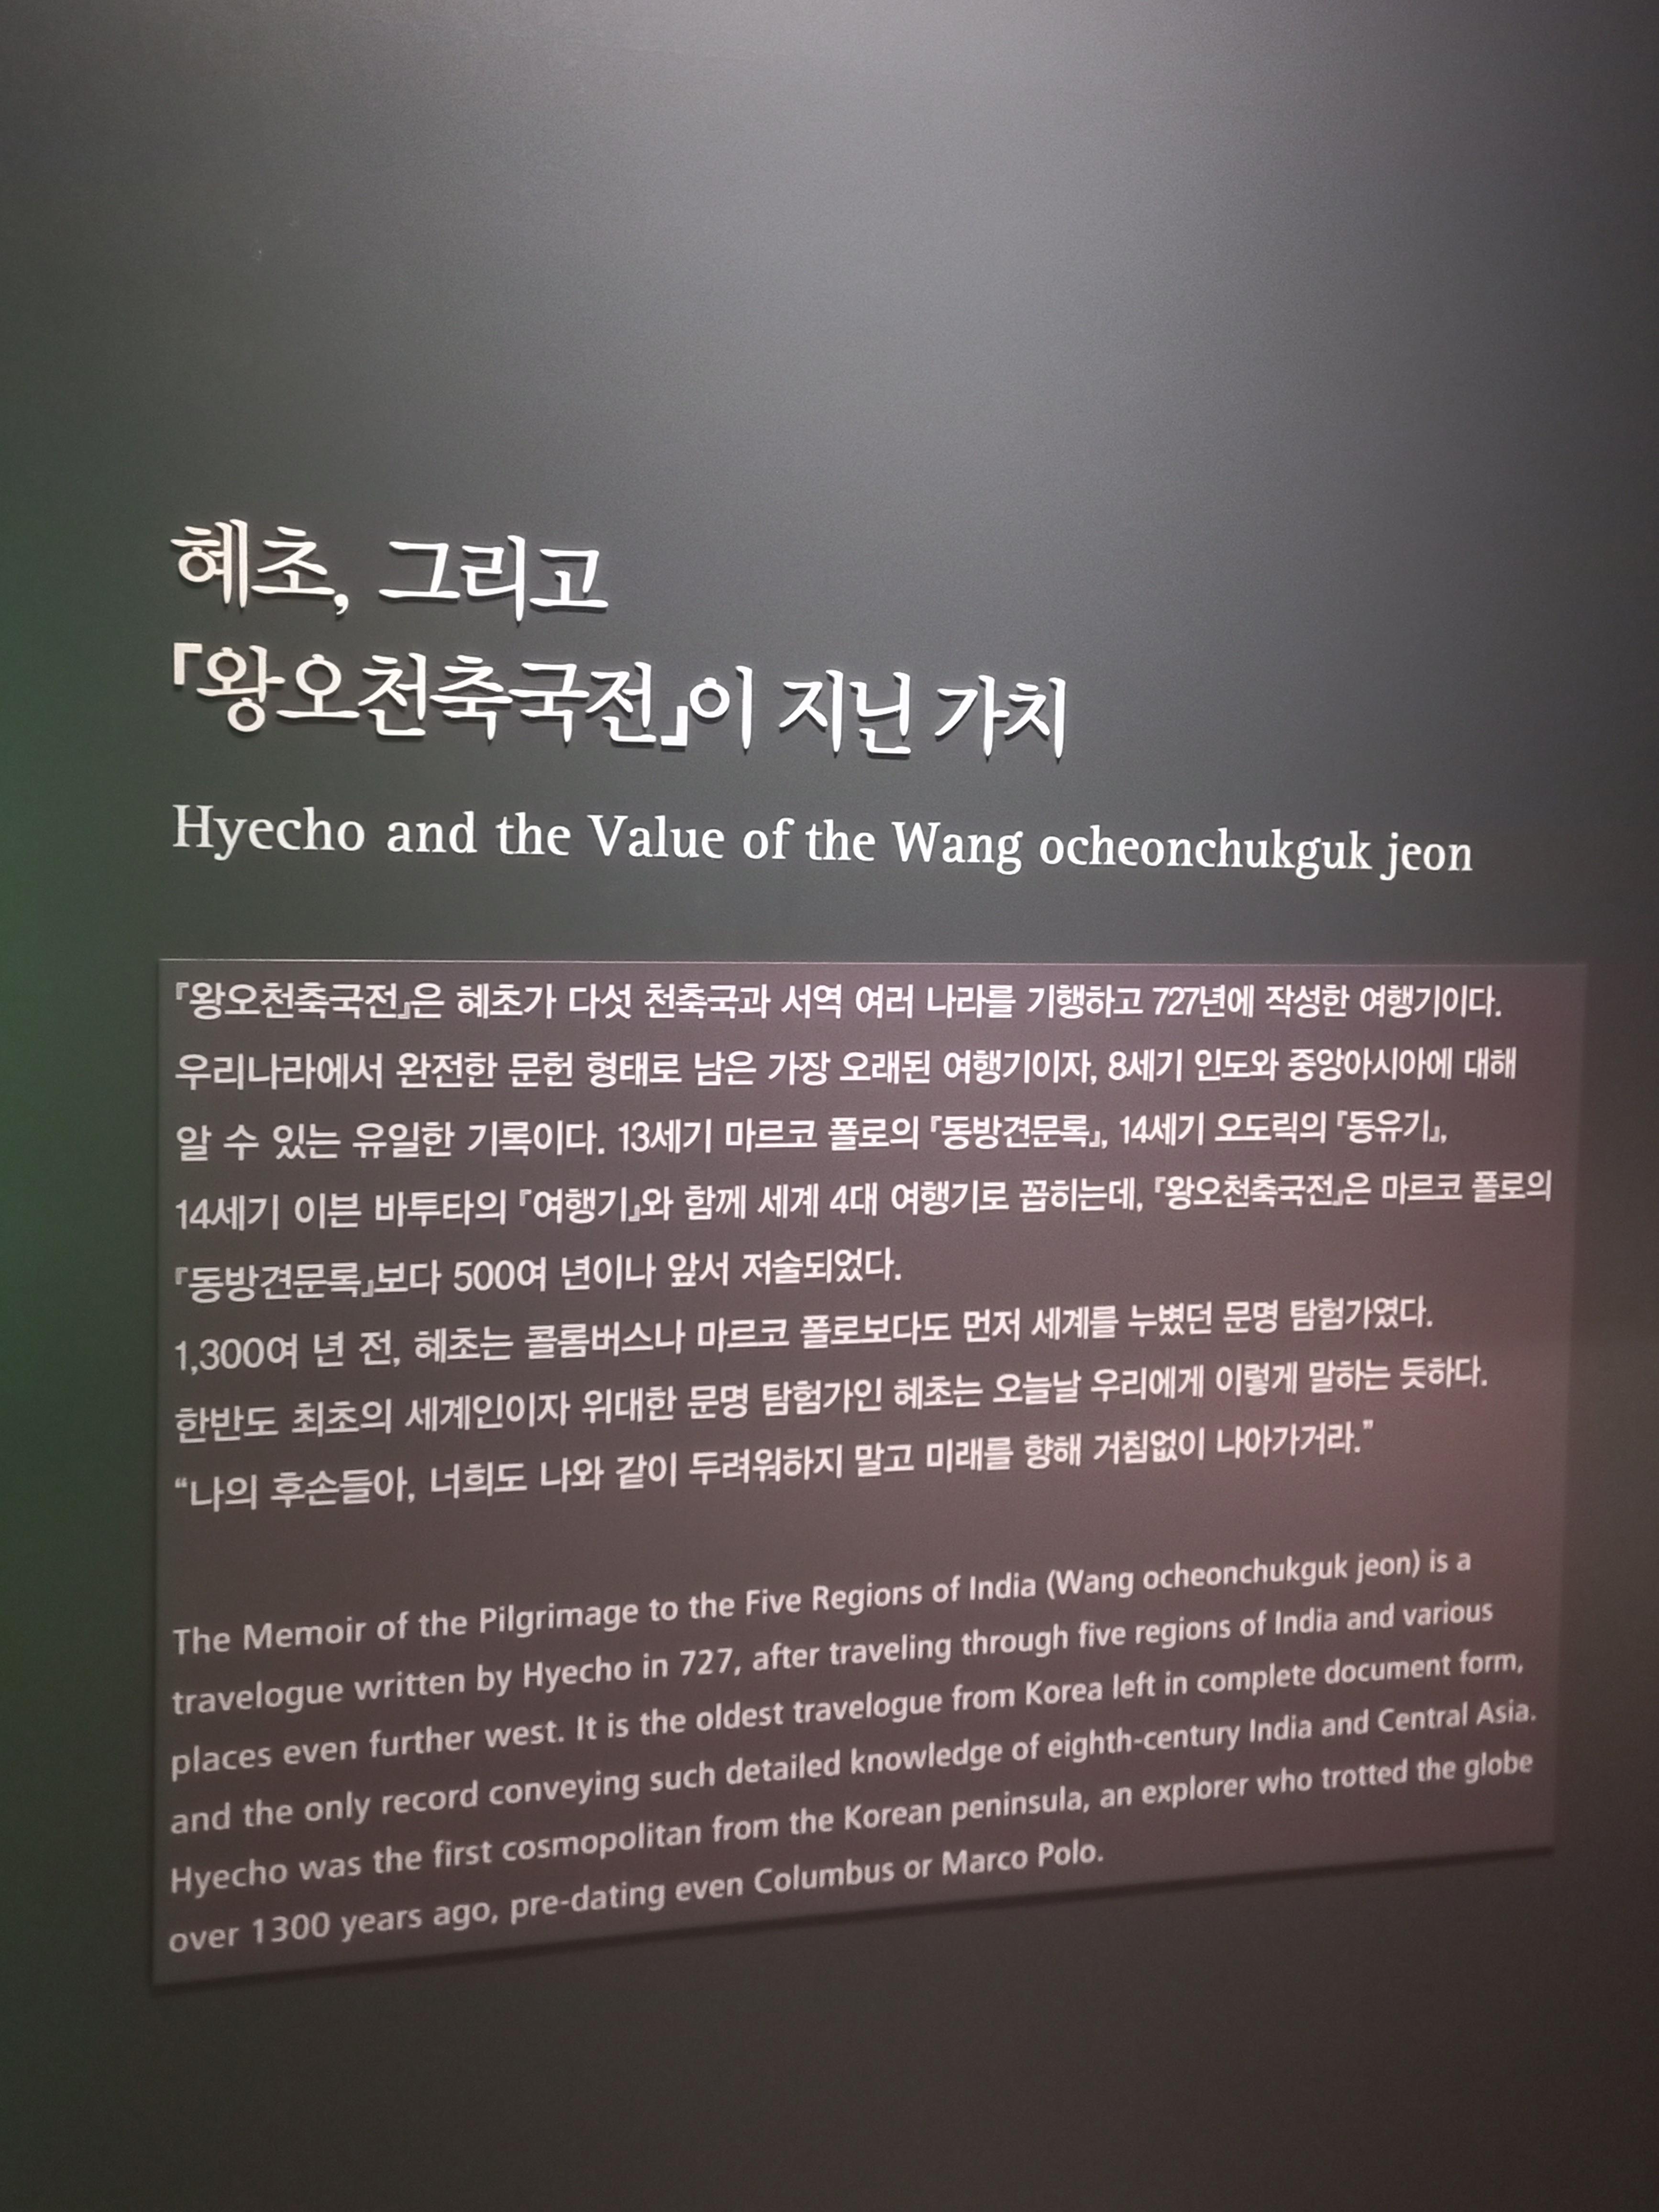 혜초, 그리고
『왕오천축국전』이 지닌 가치
Hyecho and the Value of the Wang ocheonchukguk jeon
『왕오천축국전』은 혜초가 다섯 천축국과 서역 여러 나라를 기행하고 727년에 작성한 여행기이다.
우리나라에서 완전한 문헌 형태로 남은 가장 오래된 여행기이자, 8세기 인도와 중앙아시아에 대해
알 수 있는 유일한 기록이다. 13세기 마르코 폴로의 『동방견문록』, 14세기 오도릭의 『동유기』,
14세기 이븐 바투타의 『여행기』와 함께 세계 4대 여행기로 꼽히는데, 『왕오천축국전』은 마르코 폴로의
『동방견문록』보다 500여 년이나 앞서 저술되었다.
1,300여 년 전, 혜초는 콜롬버스나 마르코 폴로보다도 먼저 세계를 누볐던 문명 탐험가였다.
한반도 최초의 세계인이자 위대한 문명 탐험가인 혜초는 오늘날 우리에게 이렇게 말하는 듯하다.
“나의 후손들아, 너희도 나와 같이 두려워하지 말고 미래를 향해 거침없이 나아가거라.”
The Memoir of the Pilgrimage to the Five Regions of India (Wang ocheonchukguk jeon) is a
travelogue written by Hyecho in 727, after traveling through five regions of India and various
places even further west. It is the oldest travelogue from Korea left in complete document form,
and the only record conveying such detailed knowledge of eighth-century India and Central Asia.
Hyecho was the first cosmopolitan from the Korean peninsula, an explorer who trotted the globe
over 1300 years ago, pre-dating even Columbus or Marco Polo.